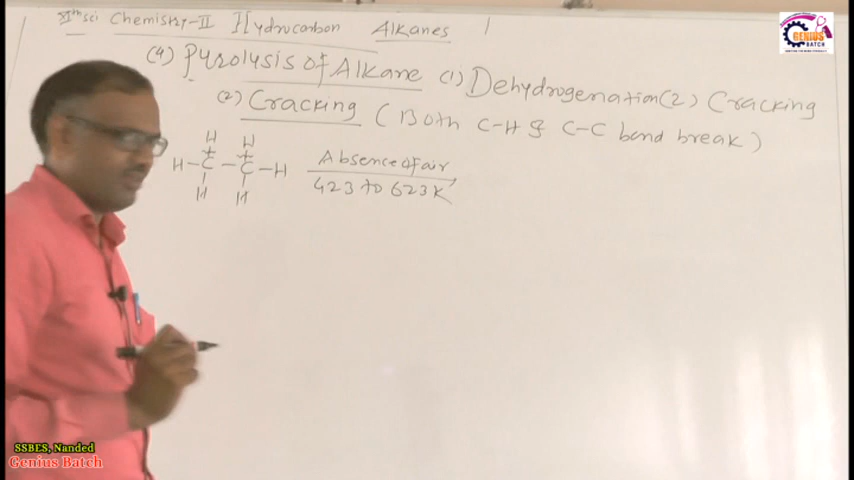 XIth sci Chemistry-II Hydrocarbon Alkanes
GENIUS
BATCH
(4) Pyrolysis of Alkane (1) Dehydrogenation (2) Cracking
(2) Cracking (Both C-H & C-C bond break)
H H
H-C-C-H Absence of air
H H 423 to 623K
SSBES, Nanded
Genius Batch